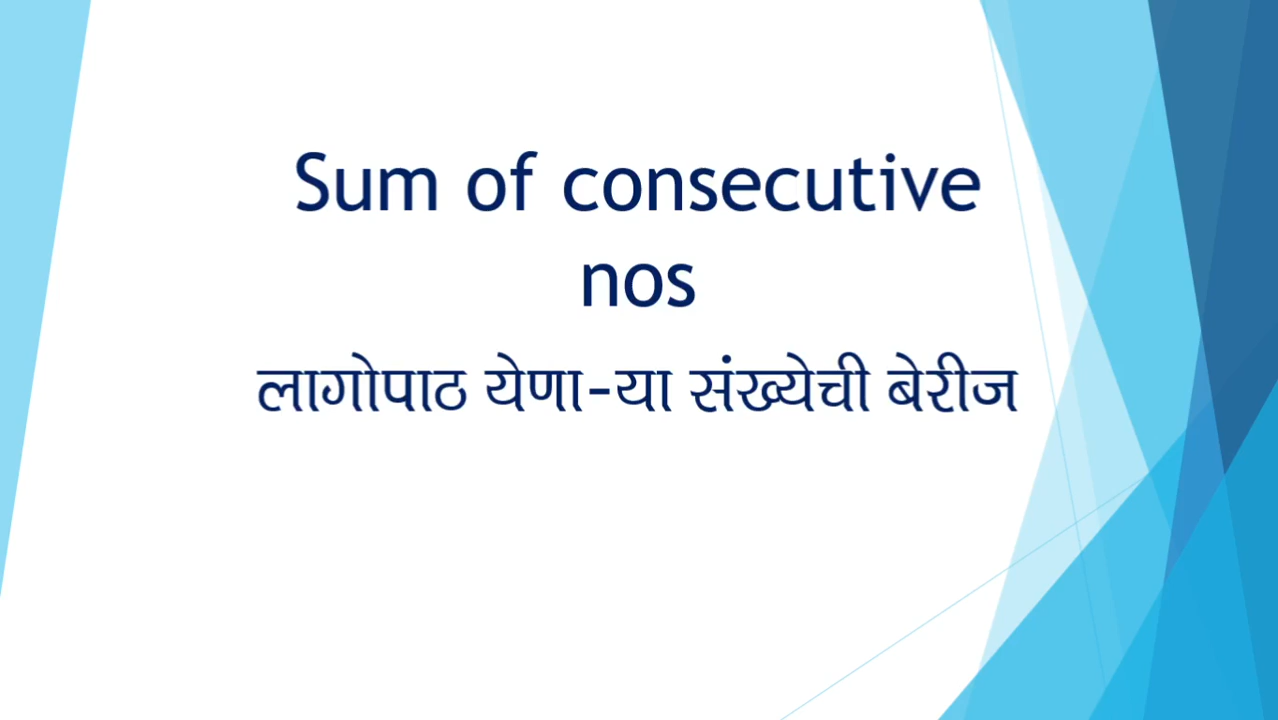 Sum of consecutive
nos
लागोपाठ येणा-या संख्येची बेरीज